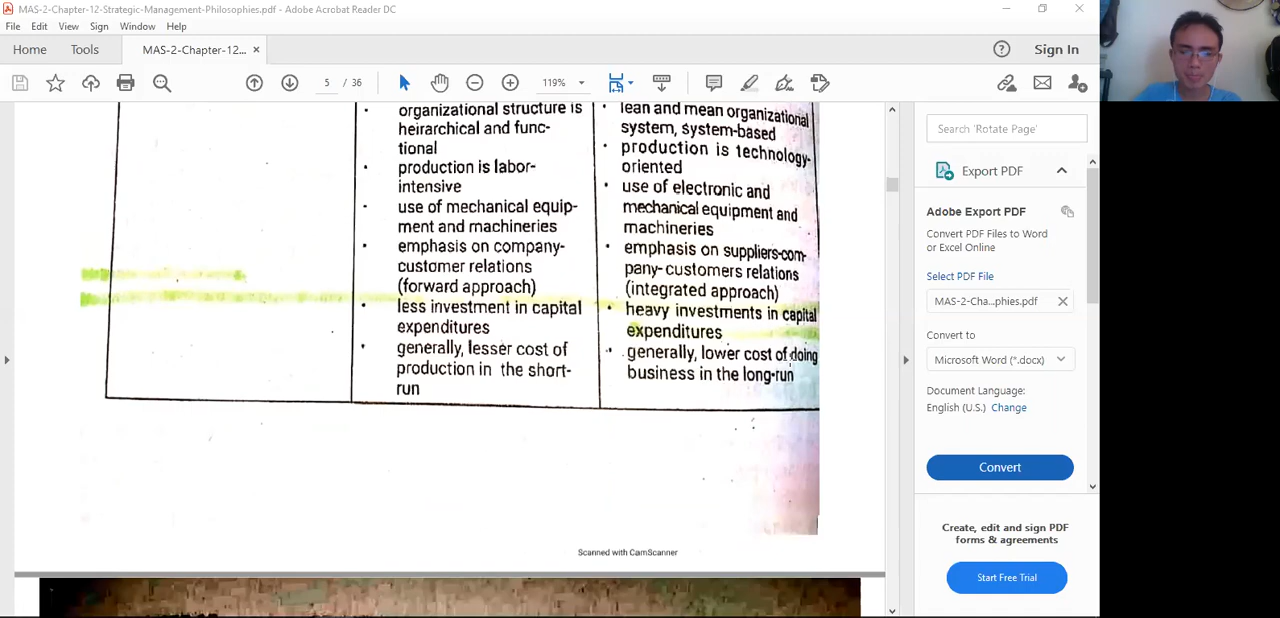 MAS-2-Chapter-12-Strategic-Management-Philosophies.pdf - Adobe Acrobat Reader DC
File Edit View Sign Window Help
Home Tools MAS-2-Chapter-12... × Sign In
5 / 36 119%
organizational structure is
heirarchical and func-
tional
· production is labor-
intensive
· use of mechanical equip-
ment and machineries
· emphasis on company-
customer relations
(forward approach)
· less investment in capital
expenditures
· generally, lesser cost of
production in the short-
run
lean and mean organizational
system, system-based
· production is technology-
oriented
· use of electronic and
mechanical equipment and
machineries
· emphasis on suppliers-com-
pany-customers relations
(integrated approach)
· heavy investments in capital
expenditures
· generally, lower cost of doing
business in the long-run
Scanned with CamScanner
Search 'Rotate Page'
Export PDF
Adobe Export PDF
Convert PDF Files to Word
or Excel Online
Select PDF File
MAS-2-Cha...phies.pdf
Convert to
Microsoft Word (*.docx)
Document Language:
English (U.S.) Change
Convert
Create, edit and sign PDF
forms & agreements
Start Free Trial